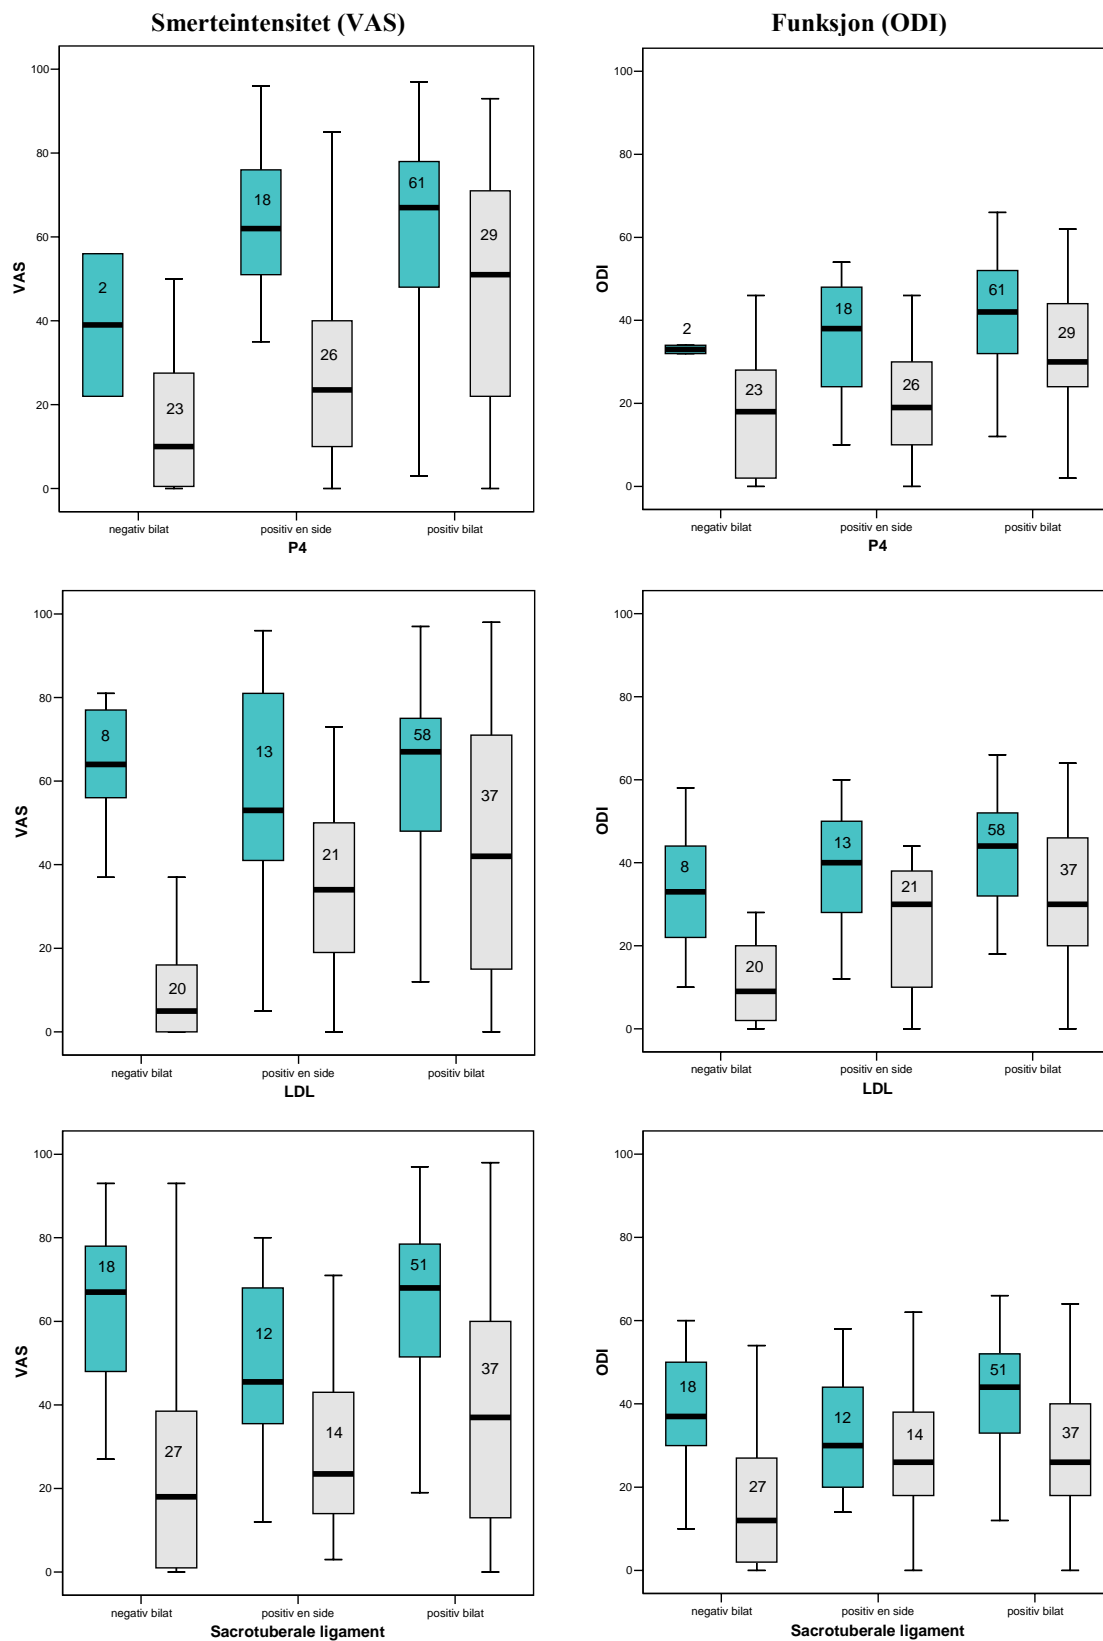 Smerteintensitet (VAS)
Funksjon (ODI)
100
80
60
40
20
0
VAS
2
23
18
26
61
29
negativ bilat
positiv en side
positiv bilat
P4
100
80
60
40
20
0
ODI
2
23
18
26
61
29
negativ bilat
positiv en side
positiv bilat
P4
100
80
60
40
20
0
VAS
8
20
13
21
58
37
negativ bilat
positiv en side
positiv bilat
LDL
100
80
60
40
20
0
ODI
8
20
13
21
58
37
negativ bilat
positiv en side
positiv bilat
LDL
100
80
60
40
20
0
VAS
18
27
12
14
51
37
negativ bilat
positiv en side
positiv bilat
Sacrotuberale ligament
100
80
60
40
20
0
ODI
18
27
12
14
51
37
negativ bilat
positiv en side
positiv bilat
Sacrotuberale ligament